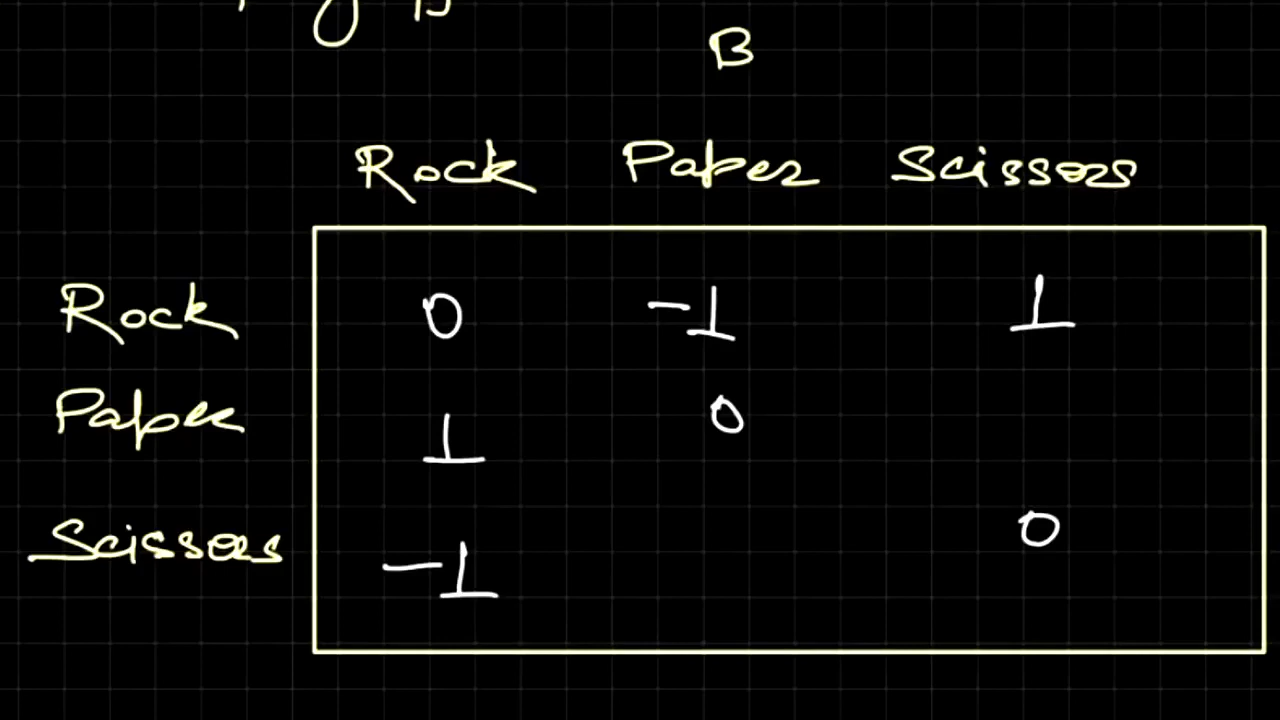 B
Rock Paper Scissors
Rock 0 -1 1
Paper 1 0
Scissors -1 0